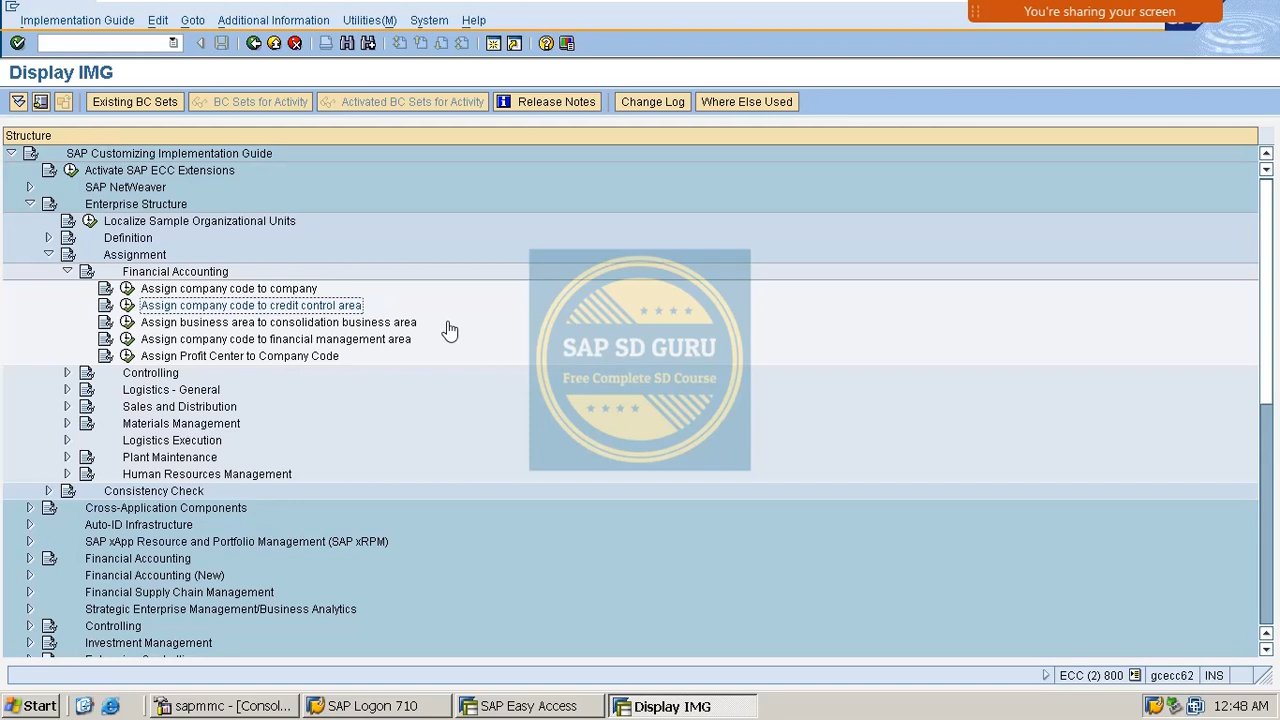 Implementation Guide Edit Goto Additional Information Utilities(M) System Help
You're sharing your screen
Display IMG
Existing BC Sets BC Sets for Activity Activated BC Sets for Activity Release Notes Change Log Where Else Used
Structure
SAP Customizing Implementation Guide
Activate SAP ECC Extensions
SAP NetWeaver
Enterprise Structure
Localize Sample Organizational Units
Definition
Assignment
Financial Accounting
Assign company code to company
Assign company code to credit control area
Assign business area to consolidation business area
Assign company code to financial management area
Assign Profit Center to Company Code
Controlling
Logistics - General
Sales and Distribution
Materials Management
Logistics Execution
Plant Maintenance
Human Resources Management
Consistency Check
Cross-Application Components
Auto-ID Infrastructure
SAP xApp Resource and Portfolio Management (SAP xRPM)
Financial Accounting
Financial Accounting (New)
Financial Supply Chain Management
Strategic Enterprise Management/Business Analytics
Controlling
Investment Management
SAP SD GURU
Free Complete SD Course
ECC (2) 800 gcecc62 INS
Start sapmmc - [Consol... SAP Logon 710 SAP Easy Access Display IMG 12:48 AM